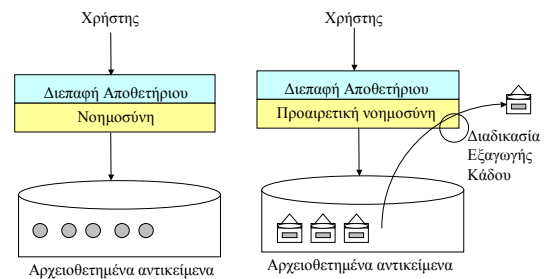 Χρήστης
Διεπαφή Αποθετήριου
Νοημοσύνη
Αρχειοθετημένα αντικείμενα
Χρήστης
Διεπαφή Αποθετήριου
Προαιρετική νοημοσύνη
Διαδικασία
Εξαγωγής
Κάδου
Αρχειοθετημένα αντικείμενα